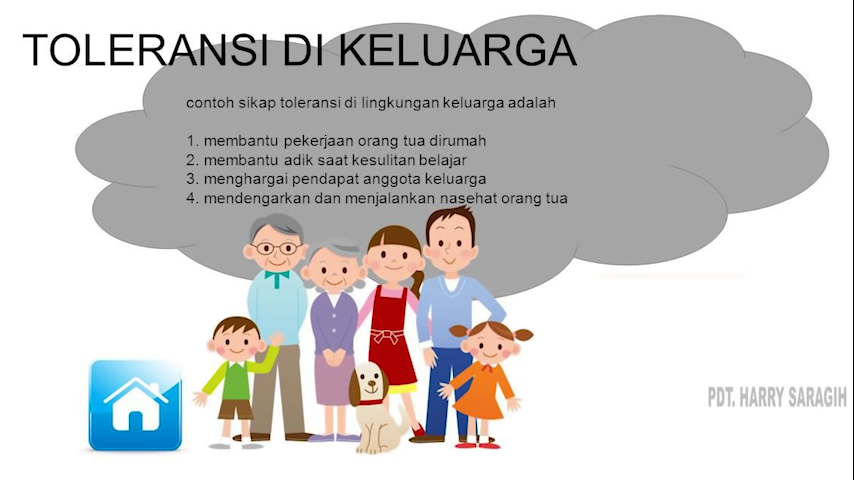 TOLERANSI DI KELUARGA
contoh sikap toleransi di lingkungan keluarga adalah
1. membantu pekerjaan orang tua dirumah
2. membantu adik saat kesulitan belajar
3. menghargai pendapat anggota keluarga
4. mendengarkan dan menjalankan nasehat orang tua
PDT. HARRY SARAGIH